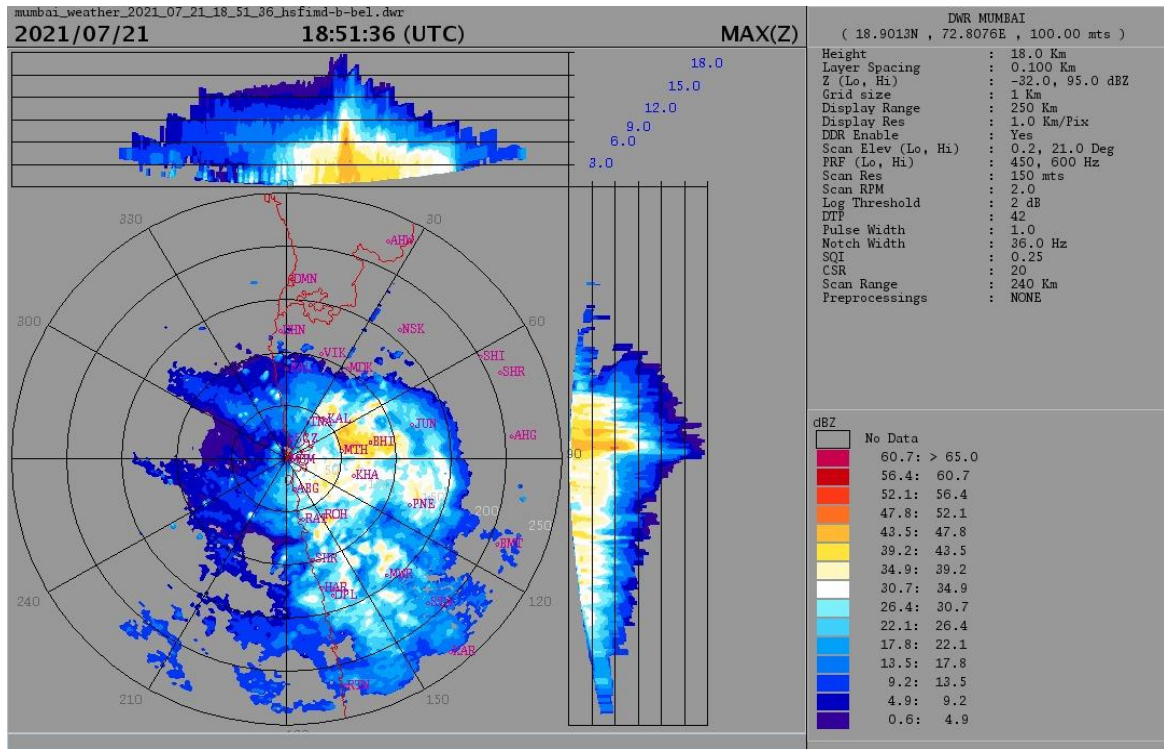 mumbai_weather_2021_07_21_18_51_36_hsfimd-b-bel.dwr
2021/07/21 18:51:36 (UTC) MAX(Z)
18.0
15.0
12.0
9.0
6.0
3.0
0
330
30
300
60
90
240
120
210
150
AHW
DMN
DHN
NSK
VIK
MOK
SHI
SHR
KAL
JUN
AHG
BHI
MTH
KHA
ABG
PNE
ROH
200
250
BMT
SHR
MWR
HAR
DPL
KAR
RTN
DWR MUMBAI
( 18.9013N , 72.8076E , 100.00 mts )
Height : 18.0 Km
Layer Spacing : 0.100 Km
Z (Lo, Hi) : -32.0, 95.0 dBZ
Grid size : 1 Km
Display Range : 250 Km
Display Res : 1.0 Km/Pix
DDR Enable : Yes
Scan Elev (Lo, Hi) : 0.2, 21.0 Deg
PRF (Lo, Hi) : 450, 600 Hz
Scan Res : 150 mts
Scan RPM : 2.0
Log Threshold : 2 dB
DTP : 42
Pulse Width : 1.0
Notch Width : 36.0 Hz
SQI : 0.25
CSR : 20
Scan Range : 240 Km
Preprocessings : NONE
dBZ
No Data
60.7: > 65.0
56.4: 60.7
52.1: 56.4
47.8: 52.1
43.5: 47.8
39.2: 43.5
34.9: 39.2
30.7: 34.9
26.4: 30.7
22.1: 26.4
17.8: 22.1
13.5: 17.8
9.2: 13.5
4.9: 9.2
0.6: 4.9